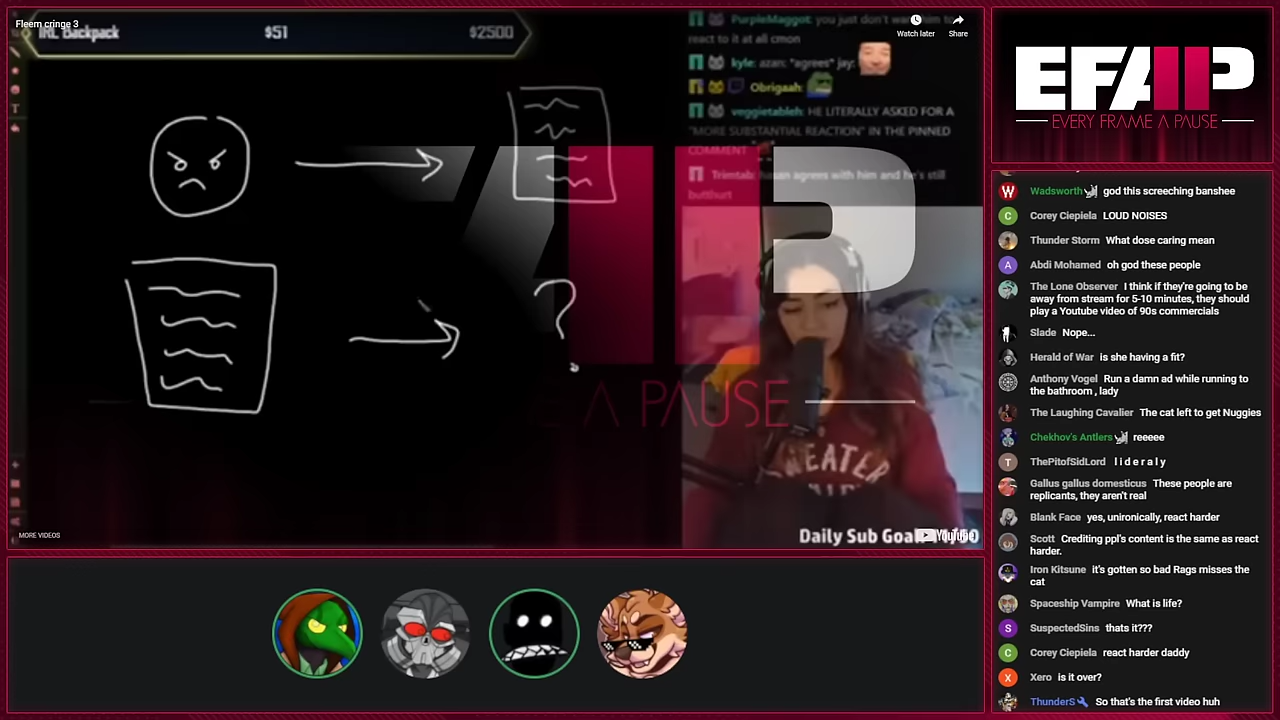 Fleem cringe 3
IRL Backpack
$51
$2500
Watch later
Share
PurpleMaggot: you just don't want him to
react to it at all cmon
kyle: azan: *agrees* jay:
Obrigaah:
veggietableh: HE LITERALLY ASKED FOR A
"MORE SUBSTANTIAL REACTION" IN THE PINNED
COMMENT
Trimtab: hasan agrees with him and he's still
butthurt
?
A PAUSE
SWEATER
Daily Sub Goal
YouTube
MORE VIDEOS
EFAP
EVERY FRAME A PAUSE
Wadsworth god this screeching banshee
Corey Ciepiela LOUD NOISES
Thunder Storm What dose caring mean
Abdi Mohamed oh god these people
The Lone Observer I think if they're going to be
away from stream for 5-10 minutes, they should
play a Youtube video of 90s commercials
Slade Nope...
Herald of War is she having a fit?
Anthony Vogel Run a damn ad while running to
the bathroom , lady
The Laughing Cavalier The cat left to get Nuggies
Chekhov's Antlers reeeee
ThePitofSidLord l i d e r a l y
Gallus gallus domesticus These people are
replicants, they aren't real
Blank Face yes, unironically, react harder
Scott Crediting ppl's content is the same as react
harder.
Iron Kitsune it's gotten so bad Rags misses the
cat
Spaceship Vampire What is life?
SuspectedSins thats it???
Corey Ciepiela react harder daddy
Xero is it over?
ThunderS So that's the first video huh